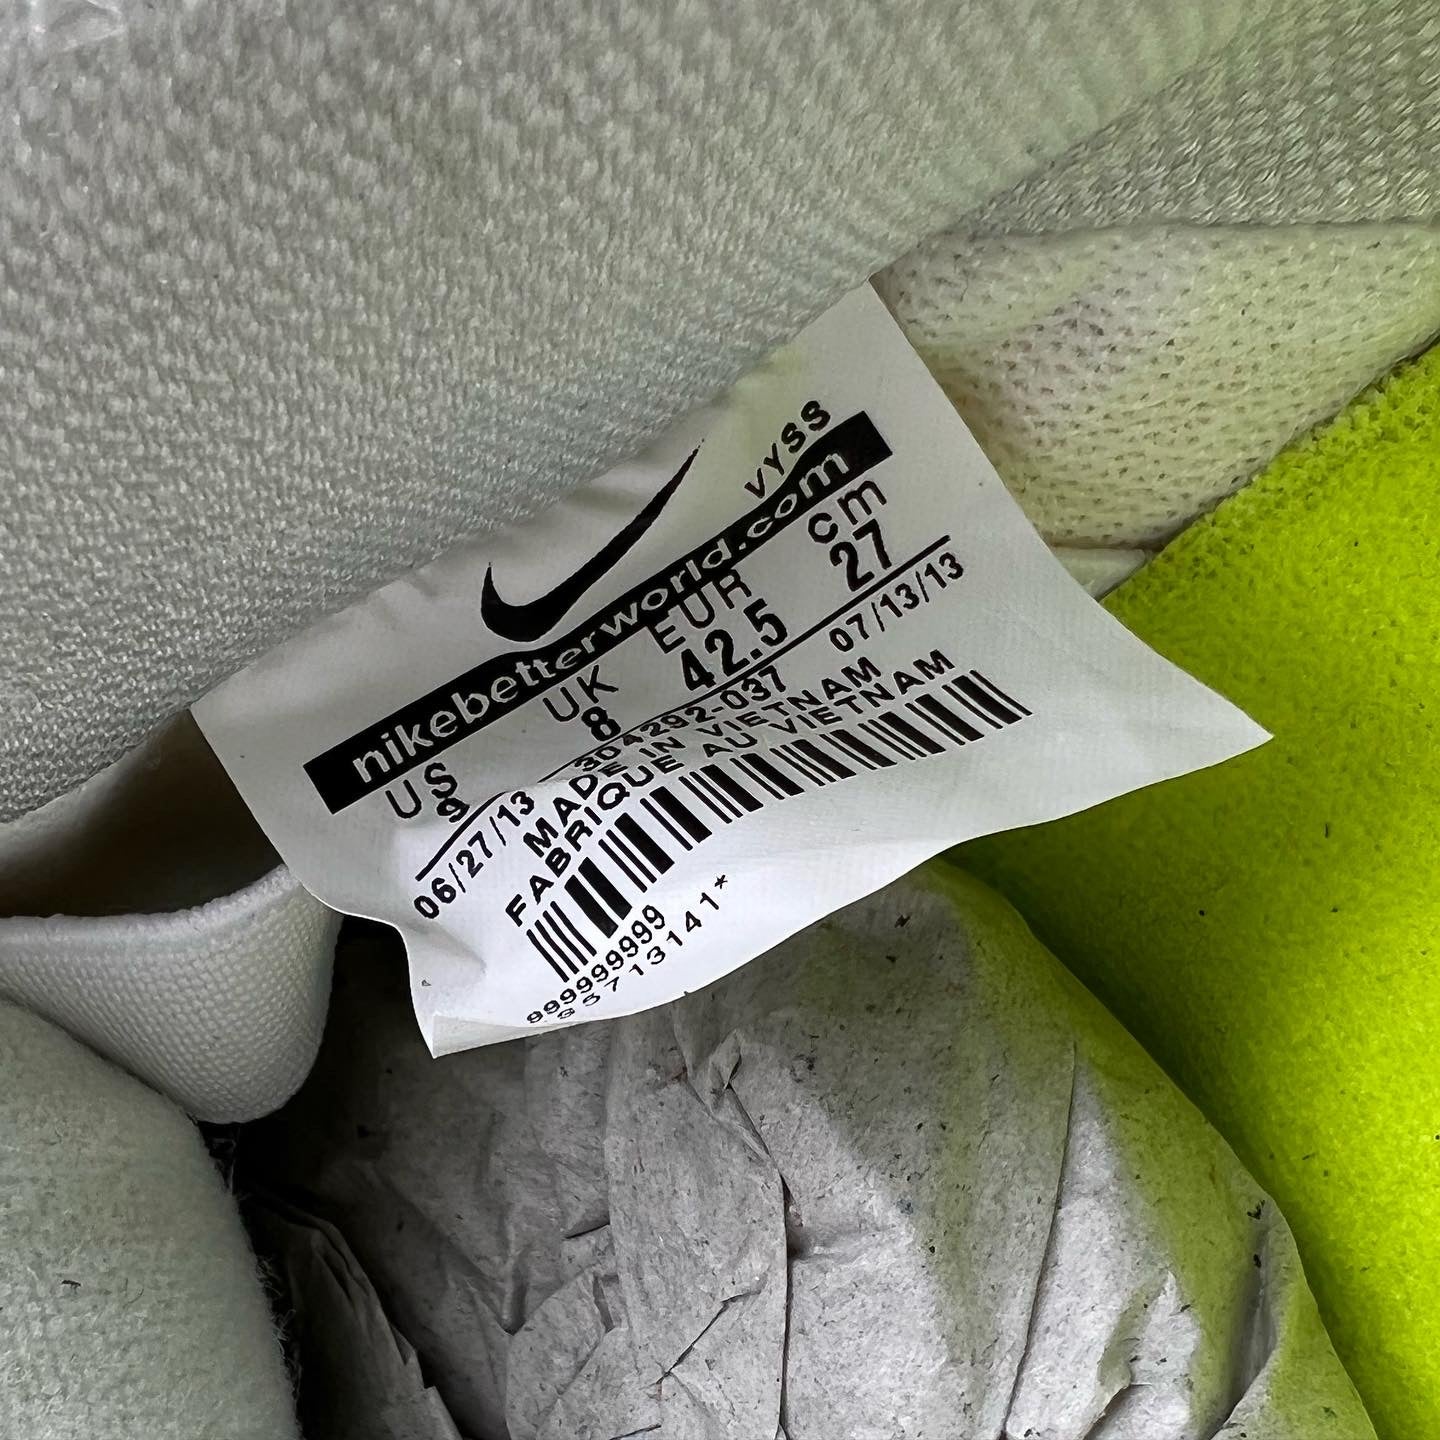 VYSS
nikebetterworld.com
US UK EUR cm
9 8 42.5 27
06/27/13 304292-037 07/13/13
MADE IN VIETNAM
FABRIQUE AU VIETNAM
999999999